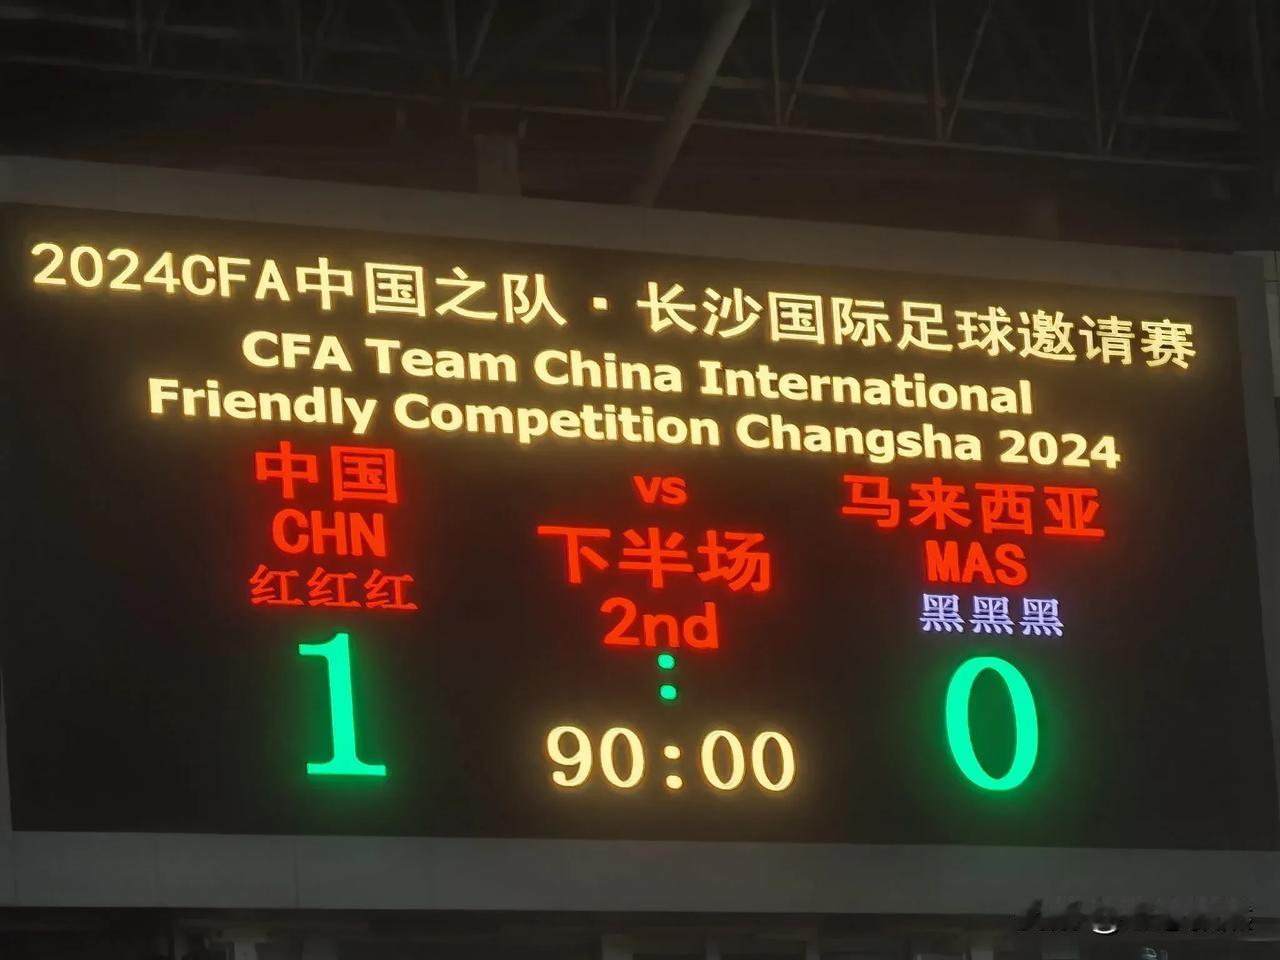 2024CFA中国之队·长沙国际足球邀请赛
CFA Team China International
Friendly Competition Changsha 2024
中国 vs 马来西亚
CHN 下半场 MAS
红红红 2nd 黑黑黑
1 : 0
90:00